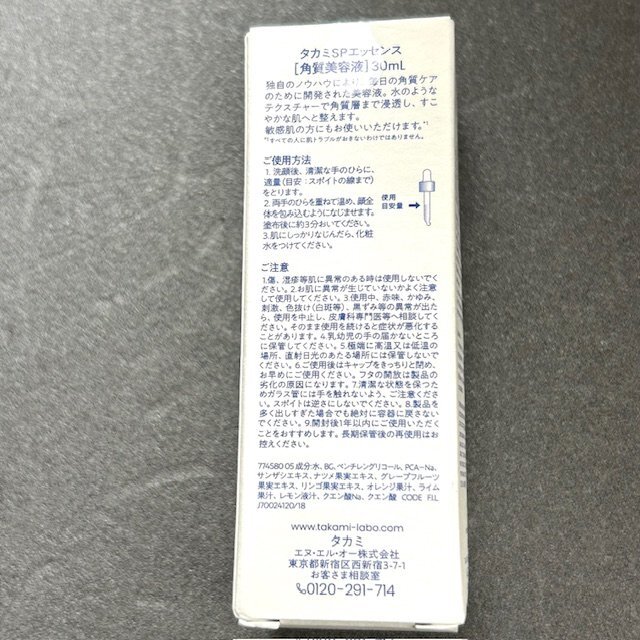 タカミSPエッセンス
[角質美容液] 30mL
独自のノウハウにより、毎日の角質ケア
のために開発された美容液。水のような
テクスチャーで角質層まで浸透し、すこ
やかな肌へと整えます。
敏感肌の方にもお使いいただけます。*1
*1すべての人に肌トラブルがおきないわけではありません。
ご使用方法
1. 洗顔後、清潔な手のひらに、
適量(目安:スポイトの線まで)
をとります。
2. 両手のひらを重ねて温め、顔全
体を包み込むようになじませます。
塗布後に約3分おいてください。
3. 肌にしっかりなじんだら、化粧
水をつけてください。
使用
目安量
ご注意
1.傷、湿疹等肌に異常のある時は使用しないでく
ださい。2.お肌に異常が生じていないかよく注意
して使用してください。3.使用中、赤味、かゆみ、
刺激、色抜け(白斑等)、黒ずみ等の異常が出た
ら、使用を中止し、皮膚科専門医等へ相談してく
ださい。そのまま使用を続けると症状が悪化する
ことがあります。4.乳幼児の手の届かないところ
に保管してください。5.極端に高温又は低温の
場所、直射日光のあたる場所には保管しないで
ください。6.ご使用後はキャップをきっちりと閉め、
お早めにご使用ください。フタの開放は製品の
劣化の原因になります。7.清潔な状態を保つため
ガラス管には手を触れないよう、ご注意くださ
い。スポイトは逆さにしないでください。8.製品を
多く出しすぎた場合でも絶対に容器に戻さない
でください。9.開封後1年以内にご使用いただく
ことをおすすめします。長期保管後の再使用はお
控えください。
774580 05 成分:水、BG、ペンチレングリコール、PCA-Na、
サンザシエキス、ナツメ果実エキス、グレープフルーツ
果実エキス、リンゴ果実エキス、オレンジ果汁、ライム
果汁、レモン液汁、クエン酸Na、クエン酸 CODE F.I.L
J70024120/18
www.takami-labo.com
タカミ
エヌ・エル・オー株式会社
東京都新宿区西新宿3-7-1
お客さま相談室
0120-291-714